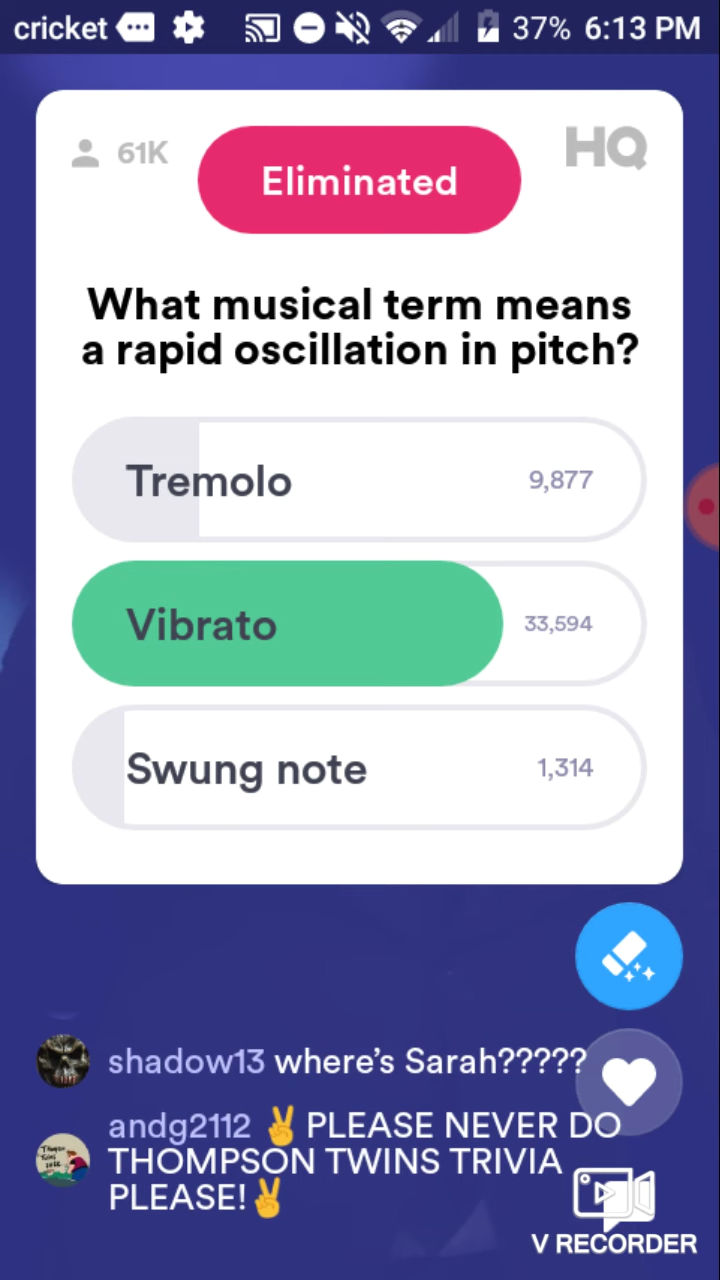 cricket 37% 6:13 PM
61K Eliminated HQ
What musical term means
a rapid oscillation in pitch?
Tremolo 9,877
Vibrato 33,594
Swung note 1,314
shadow13 where's Sarah?????
andg2112 ✌️ PLEASE NEVER DO
THOMPSON TWINS TRIVIA
PLEASE!✌️
V RECORDER